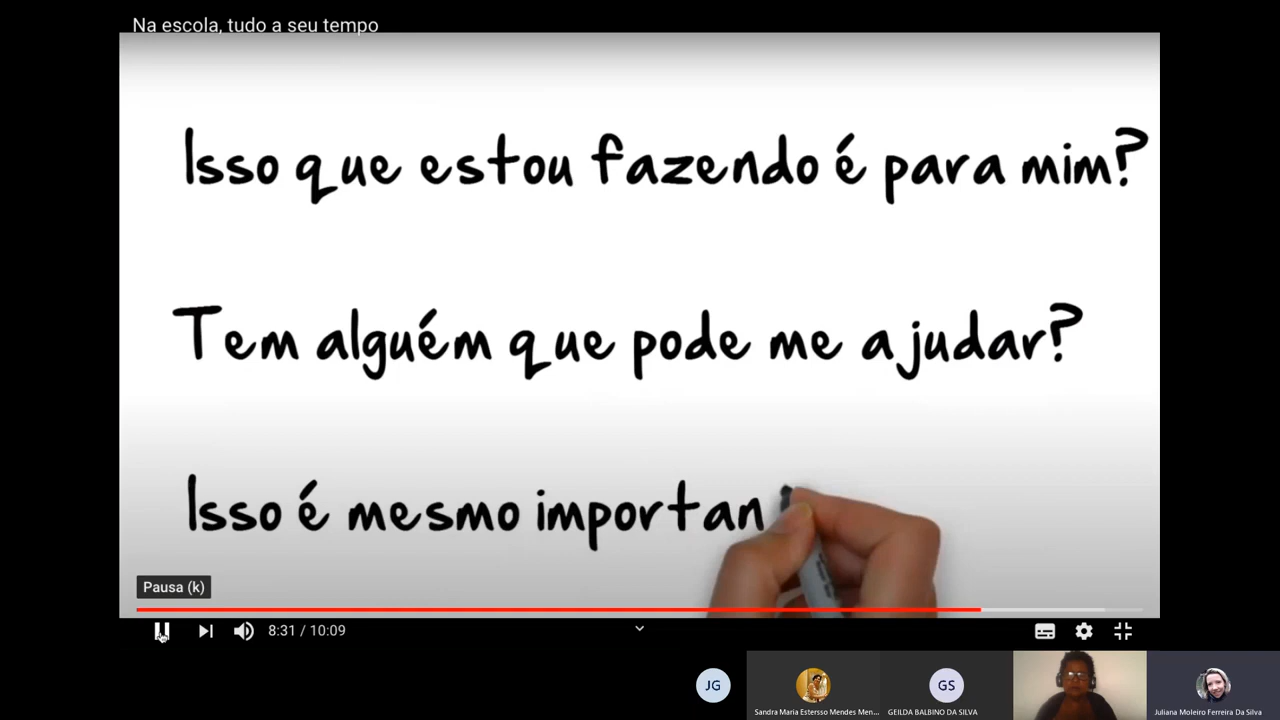 Na escola, tudo a seu tempo
Isso que estou fazendo é para mim?
Tem alguém que pode me ajudar?
Isso é mesmo importan
Pausa (k)
8:31 / 10:09
JG
GS
Sandra Maria Estersso Mendes Men...
GEILDA BALBINO DA SILVA
Juliana Moleiro Ferreira Da Silva